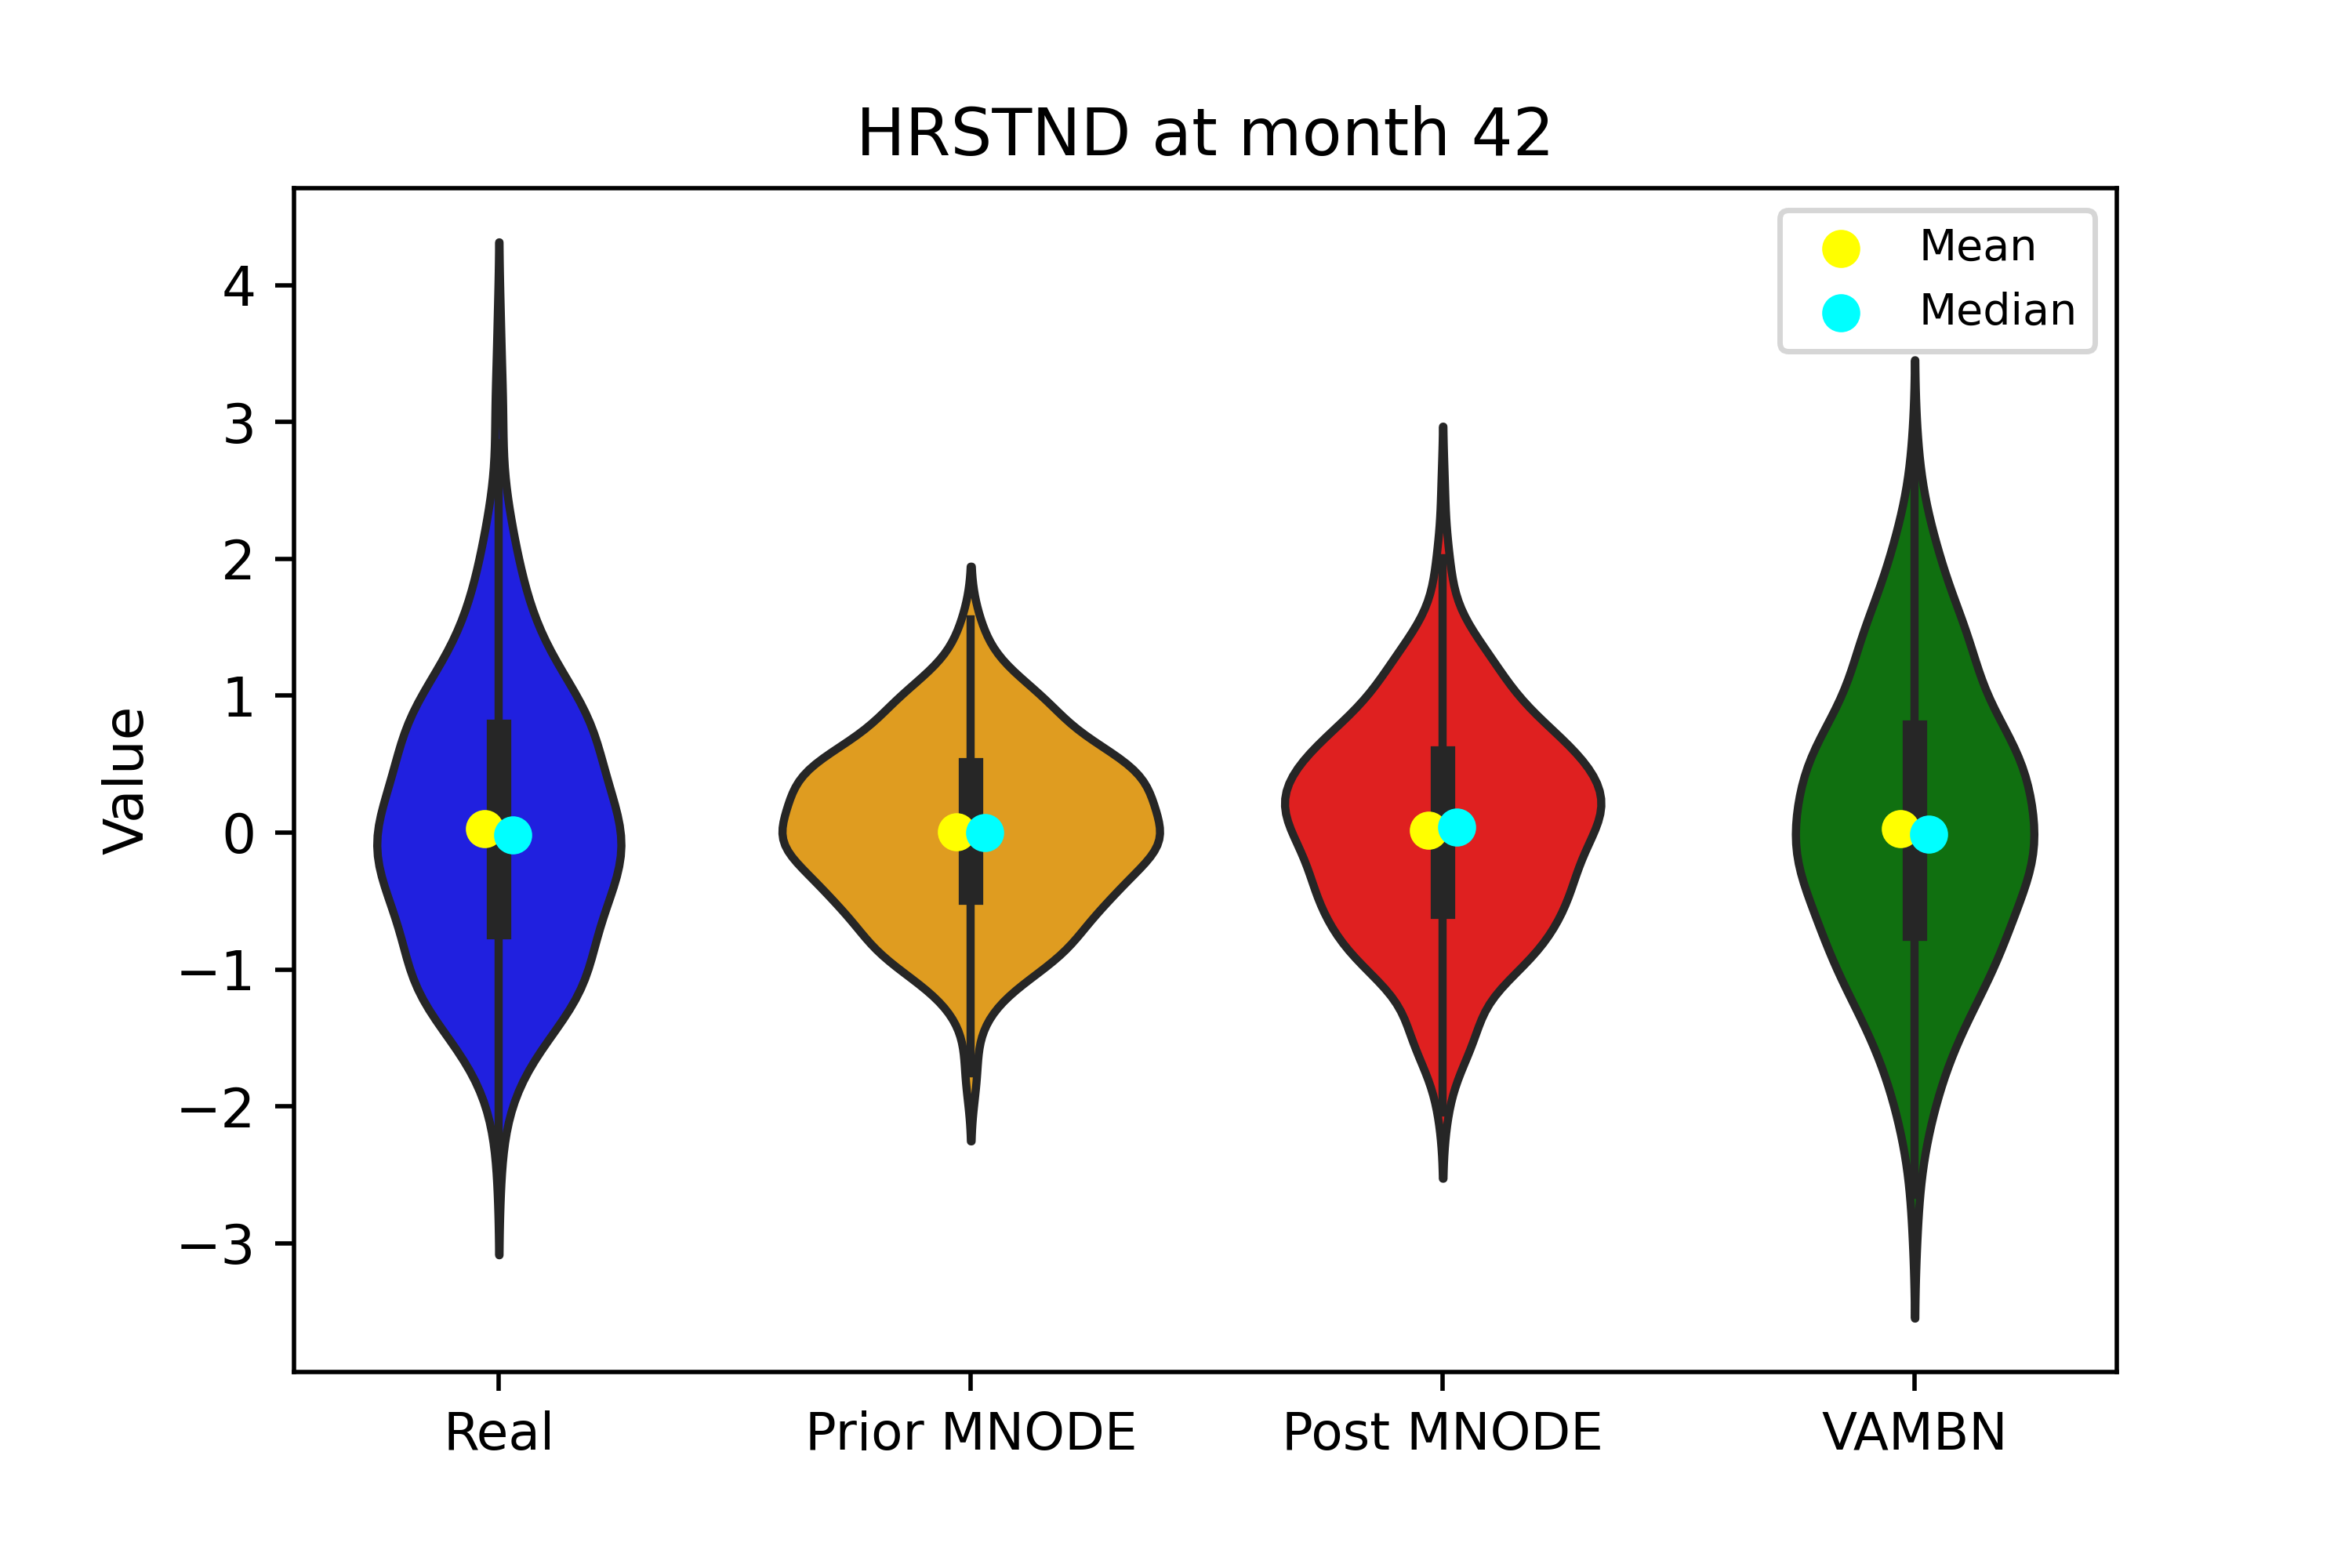 HRSTND at month 42
Mean
Median
4
3
2
1
0
−1
−2
−3
Value
Real
Prior MNODE
Post MNODE
VAMBN